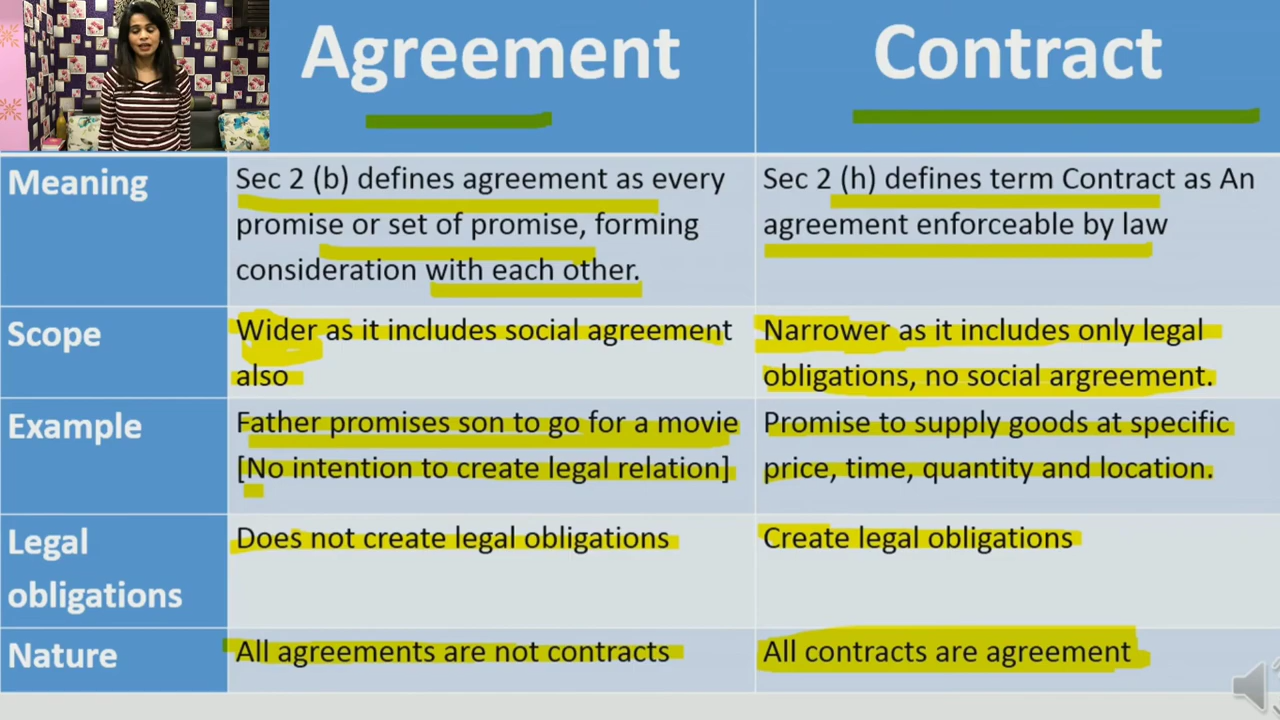 Agreement
Contract
Meaning
Sec 2 (b) defines agreement as every
promise or set of promise, forming
consideration with each other.
Sec 2 (h) defines term Contract as An
agreement enforceable by law
Scope
Wider as it includes social agreement
also
Narrower as it includes only legal
obligations, no social argreement.
Example
Father promises son to go for a movie
[No intention to create legal relation]
Promise to supply goods at specific
price, time, quantity and location.
Legal
obligations
Does not create legal obligations
Create legal obligations
Nature
All agreements are not contracts
All contracts are agreement